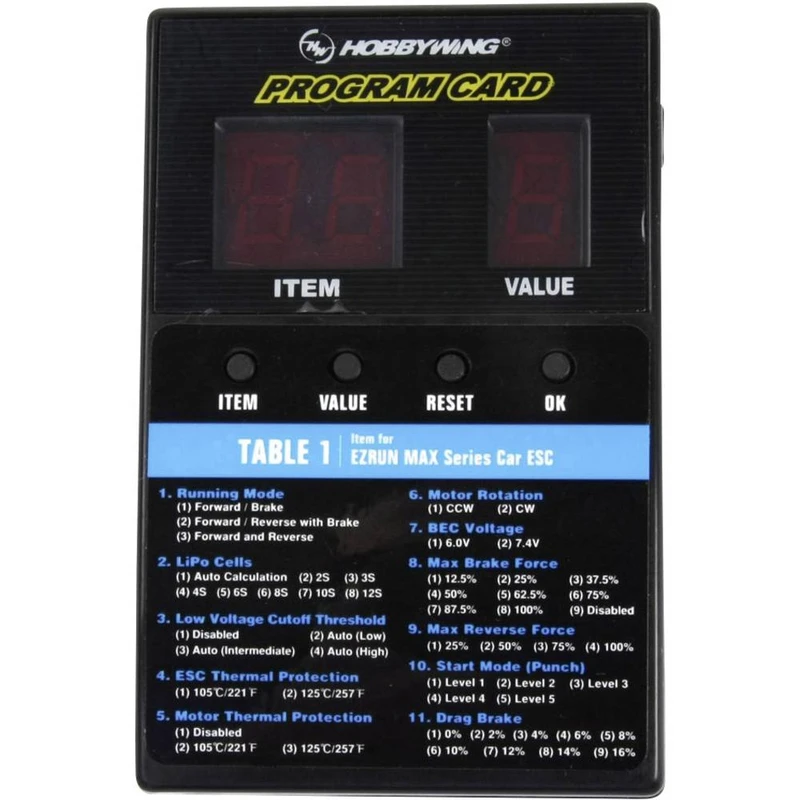 HW HOBBYWING®
PROGRAM CARD
ITEM VALUE
ITEM VALUE RESET OK
TABLE 1 Item for
EZRUN MAX Series Car ESC
1. Running Mode
(1) Forward / Brake
(2) Forward / Reverse with Brake
(3) Forward and Reverse
2. LiPo Cells
(1) Auto Calculation (2) 2S (3) 3S
(4) 4S (5) 6S (6) 8S (7) 10S (8) 12S
3. Low Voltage Cutoff Threshold
(1) Disabled (2) Auto (Low)
(3) Auto (Intermediate) (4) Auto (High)
4. ESC Thermal Protection
(1) 105℃/221℉ (2) 125℃/257℉
5. Motor Thermal Protection
(1) Disabled
(2) 105℃/221℉ (3) 125℃/257℉
6. Motor Rotation
(1) CCW (2) CW
7. BEC Voltage
(1) 6.0V (2) 7.4V
8. Max Brake Force
(1) 12.5% (2) 25% (3) 37.5%
(4) 50% (5) 62.5% (6) 75%
(7) 87.5% (8) 100% (9) Disabled
9. Max Reverse Force
(1) 25% (2) 50% (3) 75% (4) 100%
10. Start Mode (Punch)
(1) Level 1 (2) Level 2 (3) Level 3
(4) Level 4 (5) Level 5
11. Drag Brake
(1) 0% (2) 2% (3) 4% (4) 6% (5) 8%
(6) 10% (7) 12% (8) 14% (9) 16%